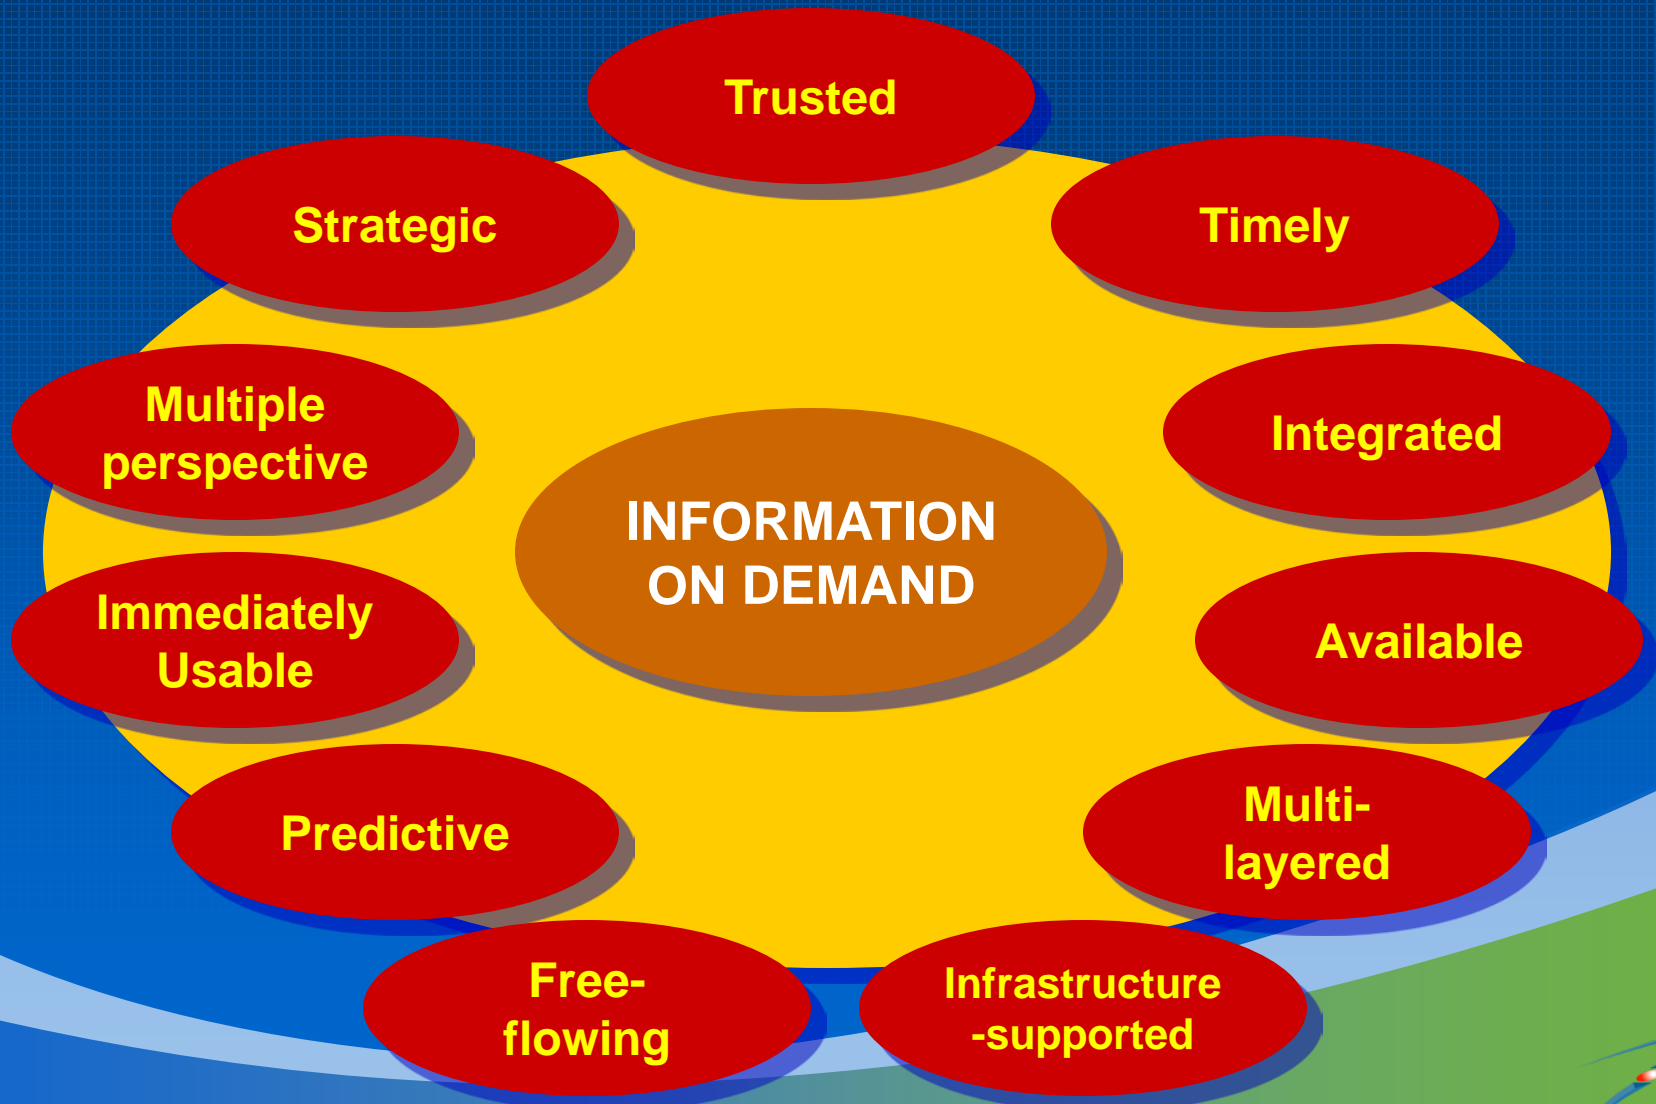 Trusted
Strategic
Timely
Multiple
perspective
Integrated
INFORMATION
ON DEMAND
Immediately
Usable
Available
Predictive
Multi-
layered
Free-
flowing
Infrastructure
-supported